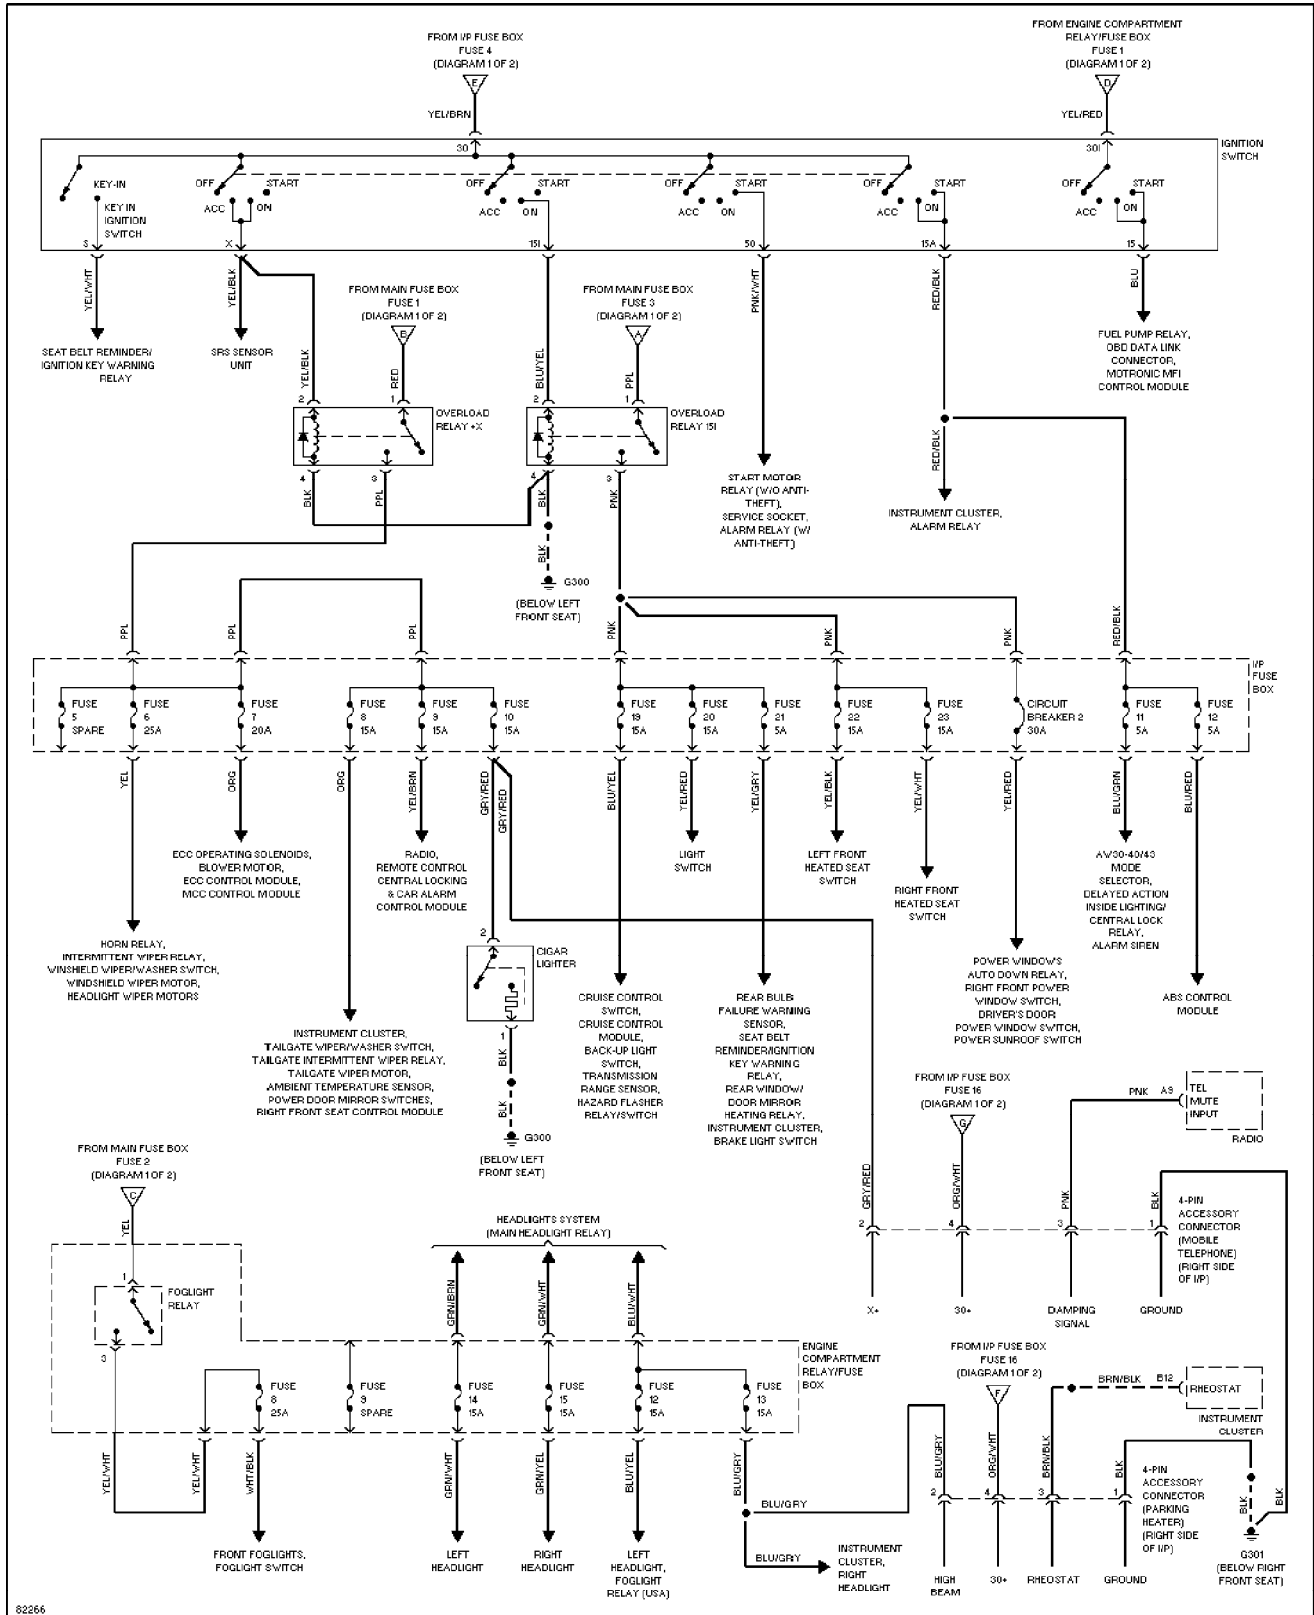 FROM I/P FUSE BOX
FUSE 4
(DIAGRAM 1 OF 2)
E
YEL/BRN
FROM ENGINE COMPARTMENT
RELAY/FUSE BOX
FUSE 1
(DIAGRAM 1 OF 2)
D
YEL/RED
30
30I
IGNITION
SWITCH
KEY-IN
KEY IN
IGNITION
SWITCH
OFF
START
ACC
ON
OFF
START
ACC
ON
OFF
START
ACC
ON
OFF
START
ACC
ON
OFF
START
ACC
ON
S
X
15I
50
15A
15
YEL/WHT
YEL/BLK
YEL/BLK
BLU/YEL
PNK/WHT
RED/BLK
BLU
SEAT BELT REMINDER/
IGNITION KEY WARNING
RELAY
SRS SENSOR
UNIT
FROM MAIN FUSE BOX
FUSE 1
(DIAGRAM 1 OF 2)
B
RED
FROM MAIN FUSE BOX
FUSE 3
(DIAGRAM 1 OF 2)
A
PPL
FUEL PUMP RELAY,
OBD DATA LINK
CONNECTOR,
MOTRONIC MFI
CONTROL MODULE
2
1
OVERLOAD
RELAY +X
4
3
BLK
PPL
2
1
OVERLOAD
RELAY 15I
4
3
BLK
PNK
BLK
G300
(BELOW LEFT
FRONT SEAT)
START MOTOR
RELAY (W/O ANTI-
THEFT),
SERVICE SOCKET,
ALARM RELAY (W/
ANTI-THEFT)
RED/BLK
INSTRUMENT CLUSTER,
ALARM RELAY
PPL
PPL
PPL
PNK
PNK
PNK
RED/BLK
I/P
FUSE
BOX
FUSE
5
SPARE
FUSE
6
25A
FUSE
7
20A
FUSE
8
15A
FUSE
9
15A
FUSE
10
15A
FUSE
19
15A
FUSE
20
15A
FUSE
21
5A
FUSE
22
15A
FUSE
23
15A
CIRCUIT
BREAKER 2
30A
FUSE
11
5A
FUSE
12
5A
YEL
ORG
ORG
YEL/BRN
GRY/RED
GRY/RED
BLU/YEL
YEL/RED
YEL/GRY
YEL/BLK
YEL/WHT
YEL/RED
BLU/GRN
BLU/RED
ECC OPERATING SOLENOIDS,
BLOWER MOTOR,
ECC CONTROL MODULE,
MCC CONTROL MODULE
RADIO,
REMOTE CONTROL
CENTRAL LOCKING
& CAR ALARM
CONTROL MODULE
LIGHT
SWITCH
LEFT FRONT
HEATED SEAT
SWITCH
RIGHT FRONT
HEATED SEAT
SWITCH
AW30-40/43
MODE
SELECTOR,
DELAYED ACTION
INSIDE LIGHTING/
CENTRAL LOCK
RELAY,
ALARM SIREN
HORN RELAY,
INTERMITTENT WIPER RELAY,
WINSHIELD WIPER/WASHER SWITCH,
WINDSHIELD WIPER MOTOR,
HEADLIGHT WIPER MOTORS
2
CIGAR
LIGHTER
1
BLK
BLK
G300
(BELOW LEFT
FRONT SEAT)
INSTRUMENT CLUSTER,
TAILGATE WIPER/WASHER SWITCH,
TAILGATE INTERMITTENT WIPER RELAY,
TAILGATE WIPER MOTOR,
AMBIENT TEMPERATURE SENSOR,
POWER DOOR MIRROR SWITCHES,
RIGHT FRONT SEAT CONTROL MODULE
CRUISE CONTROL
SWITCH,
CRUISE CONTROL
MODULE,
BACK-UP LIGHT
SWITCH,
TRANSMISSION
RANGE SENSOR,
HAZARD FLASHER
RELAY/SWITCH
REAR BULB
FAILURE WARNING
SENSOR,
SEAT BELT
REMINDER/IGNITION
KEY WARNING
RELAY,
REAR WINDOW/
DOOR MIRROR
HEATING RELAY,
INSTRUMENT CLUSTER,
BRAKE LIGHT SWITCH
POWER WINDOWS
AUTO DOWN RELAY,
RIGHT FRONT POWER
WINDOW SWITCH,
DRIVER'S DOOR
POWER WINDOW SWITCH,
POWER SUNROOF SWITCH
ABS CONTROL
MODULE
FROM I/P FUSE BOX
FUSE 16
(DIAGRAM 1 OF 2)
G
PNK
A9
TEL
MUTE
INPUT
RADIO
GRY/RED
ORG/WHT
PNK
BLK
2
4
3
1
4-PIN
ACCESSORY
CONNECTOR
(MOBILE
TELEPHONE)
(RIGHT SIDE
OF I/P)
X+
30+
DAMPING
SIGNAL
GROUND
FROM MAIN FUSE BOX
FUSE 2
(DIAGRAM 1 OF 2)
C
YEL
1
FOGLIGHT
RELAY
3
HEADLIGHTS SYSTEM
(MAIN HEADLIGHT RELAY)
GRN/BRN
GRN/WHT
BLU/WHT
ENGINE
COMPARTMENT
RELAY/FUSE
BOX
FUSE
8
25A
FUSE
9
SPARE
FUSE
14
15A
FUSE
15
15A
FUSE
12
15A
FUSE
13
15A
YEL/WHT
YEL/WHT
WHT/BLK
GRN/WHT
GRN/YEL
BLU/YEL
BLU/GRY
BLU/GRY
BLU/GRY
FRONT FOGLIGHTS,
FOGLIGHT SWITCH
LEFT
HEADLIGHT
RIGHT
HEADLIGHT
LEFT
HEADLIGHT,
FOGLIGHT
RELAY (USA)
INSTRUMENT
CLUSTER,
RIGHT
HEADLIGHT
FROM I/P FUSE BOX
FUSE 16
(DIAGRAM 1 OF 2)
F
BRN/BLK
B12
RHEOSTAT
INSTRUMENT
CLUSTER
BLU/GRY
ORG/WHT
BRN/BLK
BLK
2
4
3
1
4-PIN
ACCESSORY
CONNECTOR
(PARKING
HEATER)
(RIGHT SIDE
OF I/P)
BLK
BLK
G301
(BELOW RIGHT
FRONT SEAT)
HIGH
BEAM
30+
RHEOSTAT
GROUND
82266